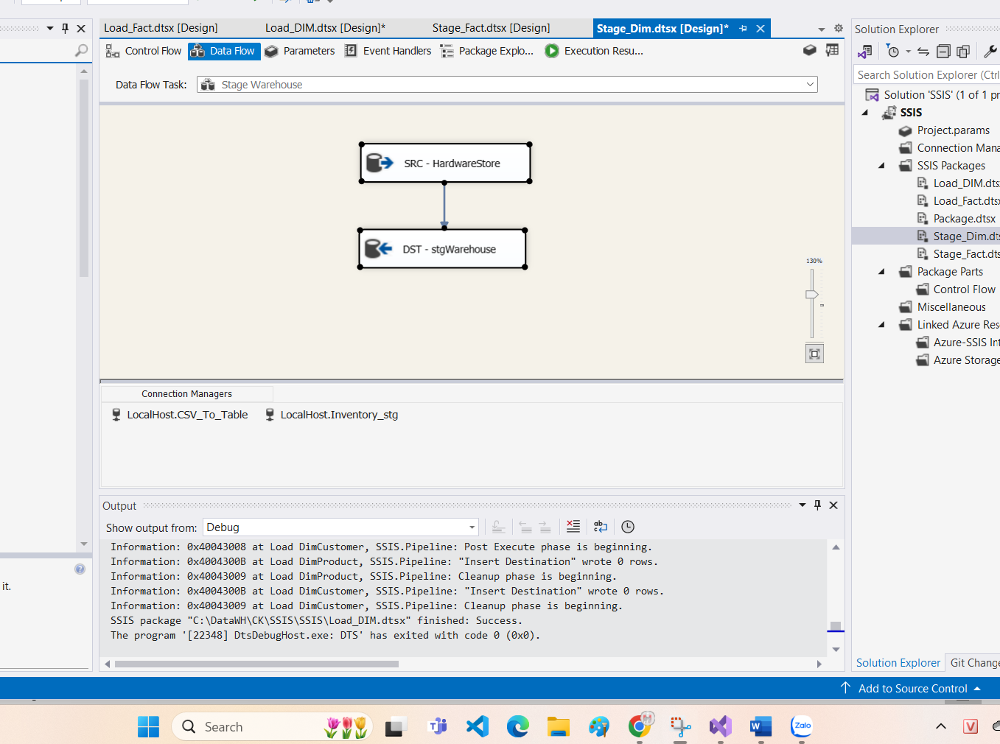 Load_Fact.dtsx [Design]
Load_DIM.dtsx [Design]*
Stage_Fact.dtsx [Design]
Stage_Dim.dtsx [Design]*
Solution Explorer
Control Flow
Data Flow
Parameters
Event Handlers
Package Explo...
Execution Resu...
Search Solution Explorer (Ctrl
Data Flow Task:
Stage Warehouse
Solution 'SSIS' (1 of 1 pr
SSIS
Project.params
Connection Mana
SSIS Packages
Load_DIM.dts
Load_Fact.dtsx
Package.dtsx
Stage_Dim.dts
Stage_Fact.dts
Package Parts
Control Flow
Miscellaneous
Linked Azure Res
Azure-SSIS Int
Azure Storage
SRC - HardwareStore
DST - stgWarehouse
130%
Connection Managers
LocalHost.CSV_To_Table
LocalHost.Inventory_stg
it.
Output
Show output from:
Debug
Information: 0x40043008 at Load DimCustomer, SSIS.Pipeline: Post Execute phase is beginning.
Information: 0x4004300B at Load DimProduct, SSIS.Pipeline: "Insert Destination" wrote 0 rows.
Information: 0x40043009 at Load DimProduct, SSIS.Pipeline: Cleanup phase is beginning.
Information: 0x4004300B at Load DimCustomer, SSIS.Pipeline: "Insert Destination" wrote 0 rows.
Information: 0x40043009 at Load DimCustomer, SSIS.Pipeline: Cleanup phase is beginning.
SSIS package "C:\DataWH\CK\SSIS\SSIS\Load_DIM.dtsx" finished: Success.
The program '[22348] DtsDebugHost.exe: DTS' has exited with code 0 (0x0).
Solution Explorer
Git Change
Add to Source Control
Search
Zalo